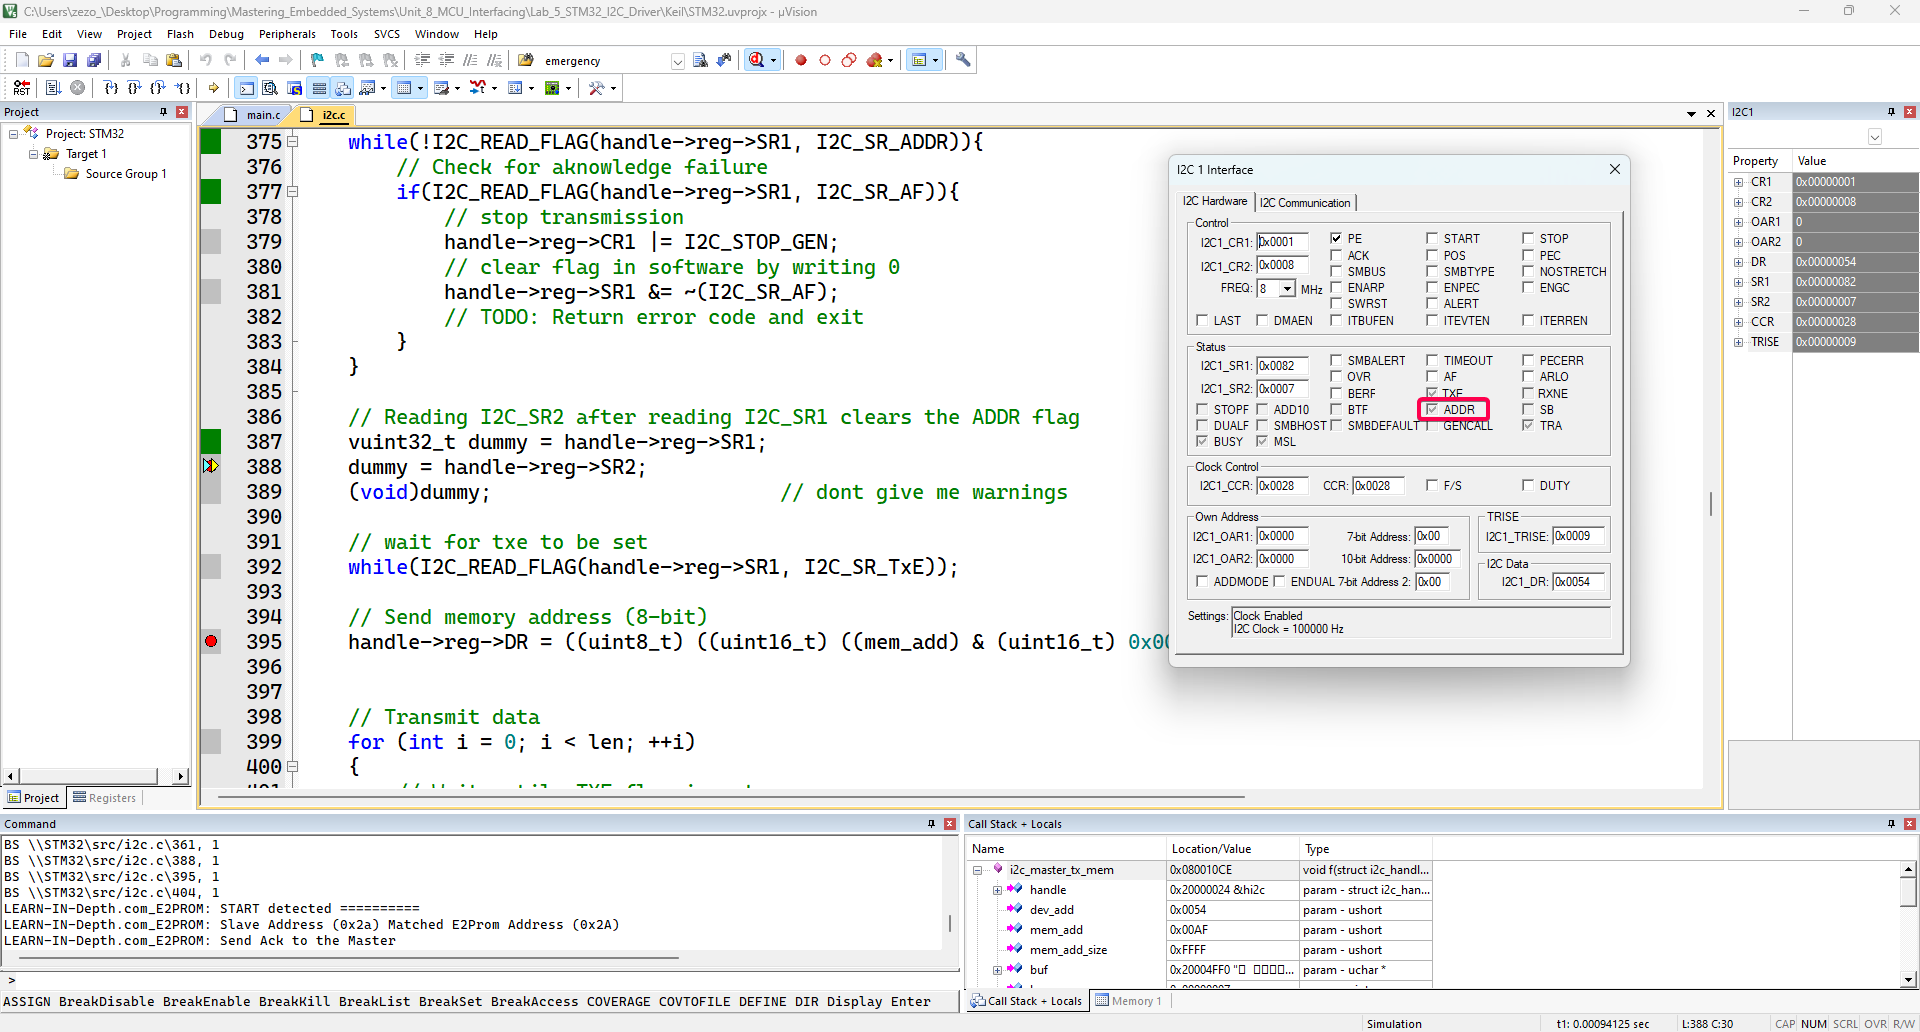 C:\Users\zezo_\Desktop\Programming\Mastering_Embedded_Systems\Unit_8_MCU_Interfacing\Lab_5_STM32_I2C_Driver\Keil\STM32.uvprojx - µVision
File Edit View Project Flash Debug Peripherals Tools SVCS Window Help
emergency
RST
Project
Project: STM32
Target 1
Source Group 1
Project Registers
main.c i2c.c
375 while(!I2C_READ_FLAG(handle->reg->SR1, I2C_SR_ADDR)){
376 // Check for aknowledge failure
377 if(I2C_READ_FLAG(handle->reg->SR1, I2C_SR_AF)){
378 // stop transmission
379 handle->reg->CR1 |= I2C_STOP_GEN;
380 // clear flag in software by writing 0
381 handle->reg->SR1 &= ~(I2C_SR_AF);
382 // TODO: Return error code and exit
383 }
384 }
385
386 // Reading I2C_SR2 after reading I2C_SR1 clears the ADDR flag
387 vuint32_t dummy = handle->reg->SR1;
388 dummy = handle->reg->SR2;
389 (void)dummy; // dont give me warnings
390
391 // wait for txe to be set
392 while(I2C_READ_FLAG(handle->reg->SR1, I2C_SR_TxE));
393
394 // Send memory address (8-bit)
395 handle->reg->DR = ((uint8_t) ((uint16_t) ((mem_add) & (uint16_t) 0x00
396
397
398 // Transmit data
399 for (int i = 0; i < len; ++i)
400 {
I2C 1 Interface
I2C Hardware I2C Communication
Control
I2C1_CR1: 0x0001 PE START STOP
ACK POS PEC
I2C1_CR2: 0x0008 SMBUS SMBTYPE NOSTRETCH
FREQ: 8 MHz ENARP ENPEC ENGC
SWRST ALERT
LAST DMAEN ITBUFEN ITEVTEN ITERREN
Status
I2C1_SR1: 0x0082 SMBALERT TIMEOUT PECERR
OVR AF ARLO
I2C1_SR2: 0x0007 BERF TXE RXNE
STOPF ADD10 BTF ADDR SB
DUALF SMBHOST SMBDEFAULT GENCALL TRA
BUSY MSL
Clock Control
I2C1_CCR: 0x0028 CCR: 0x0028 F/S DUTY
Own Address
I2C1_OAR1: 0x0000 7-bit Address: 0x00
I2C1_OAR2: 0x0000 10-bit Address: 0x0000
ADDMODE ENDUAL 7-bit Address 2: 0x00
TRISE
I2C1_TRISE: 0x0009
I2C Data
I2C1_DR: 0x0054
Settings: Clock Enabled
I2C Clock = 100000 Hz
I2C1
Property Value
CR1 0x00000001
CR2 0x00000008
OAR1 0
OAR2 0
DR 0x00000054
SR1 0x00000082
SR2 0x00000007
CCR 0x00000028
TRISE 0x00000009
Command
BS \\STM32\src/i2c.c\361, 1
BS \\STM32\src/i2c.c\388, 1
BS \\STM32\src/i2c.c\395, 1
BS \\STM32\src/i2c.c\404, 1
LEARN-IN-Depth.com_E2PROM: START detected ==========
LEARN-IN-Depth.com_E2PROM: Slave Address (0x2a) Matched E2Prom Address (0x2A)
LEARN-IN-Depth.com_E2PROM: Send Ack to the Master
>
ASSIGN BreakDisable BreakEnable BreakKill BreakList BreakSet BreakAccess COVERAGE COVTOFILE DEFINE DIR Display Enter
Call Stack + Locals
Name Location/Value Type
i2c_master_tx_mem 0x080010CE void f(struct i2c_handl...
handle 0x20000024 &hi2c param - struct i2c_han...
dev_add 0x0054 param - ushort
mem_add 0x00AF param - ushort
mem_add_size 0xFFFF param - ushort
buf 0x20004FF0 "... param - uchar *
Call Stack + Locals Memory 1
Simulation t1: 0.00094125 sec L:388 C:30 CAP NUM SCRL OVR R/W